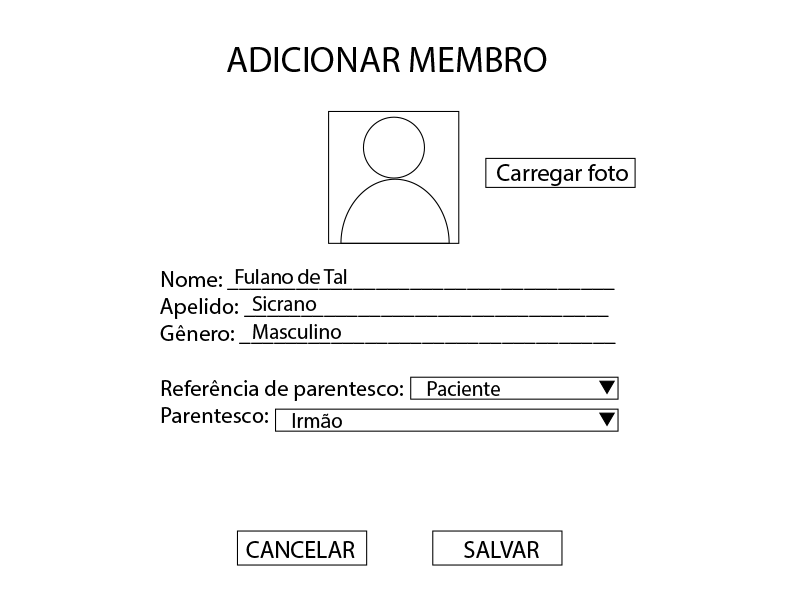 ADICIONAR MEMBRO
Carregar foto
Nome: Fulano de Tal
Apelido: Sicrano
Gênero: Masculino
Referência de parentesco: Paciente
Parentesco: Irmão
CANCELAR SALVAR